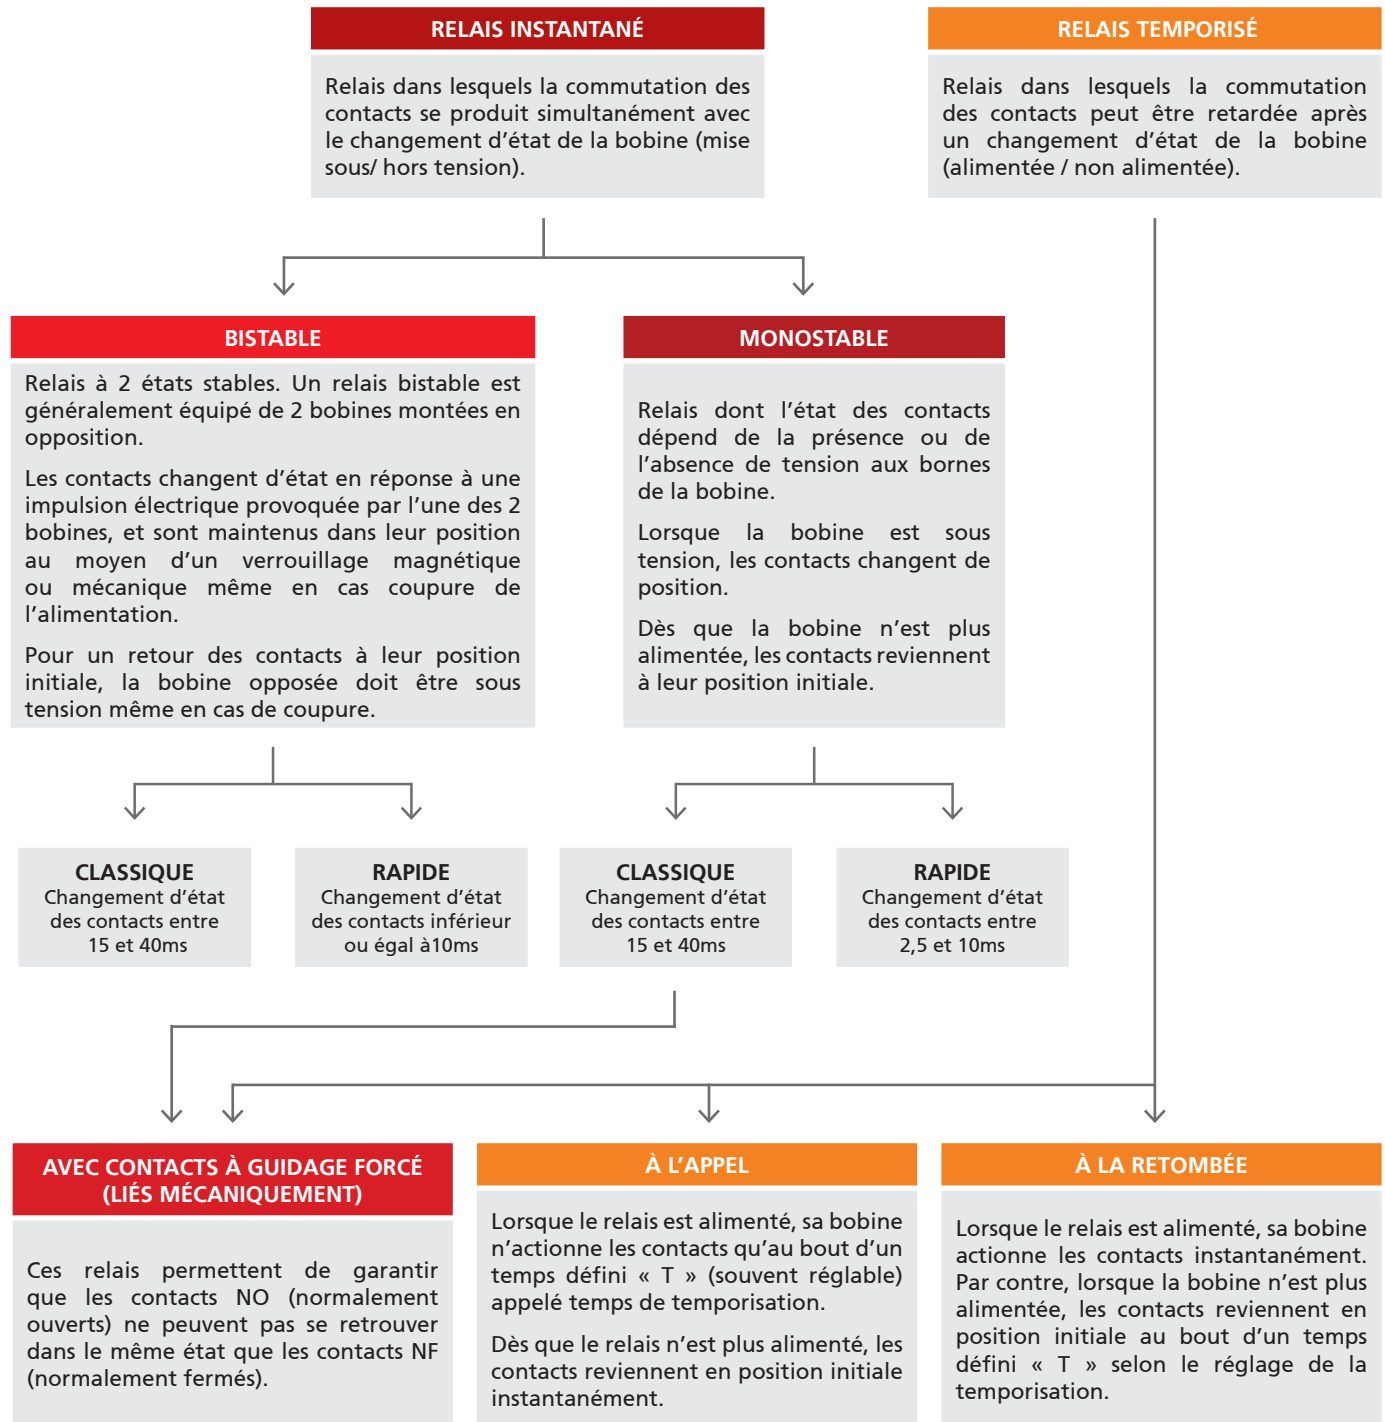 RELAIS INSTANTANÉ
Relais dans lesquels la commutation des
contacts se produit simultanément avec
le changement d’état de la bobine (mise
sous/ hors tension).
RELAIS TEMPORISÉ
Relais dans lesquels la commutation
des contacts peut être retardée après
un changement d’état de la bobine
(alimentée / non alimentée).
BISTABLE
Relais à 2 états stables. Un relais bistable est
généralement équipé de 2 bobines montées en
opposition.
Les contacts changent d’état en réponse à une
impulsion électrique provoquée par l’une des 2
bobines, et sont maintenus dans leur position
au moyen d’un verrouillage magnétique
ou mécanique même en cas coupure de
l’alimentation.
Pour un retour des contacts à leur position
initiale, la bobine opposée doit être sous
tension même en cas de coupure.
MONOSTABLE
Relais dont l’état des contacts
dépend de la présence ou de
l’absence de tension aux bornes
de la bobine.
Lorsque la bobine est sous
tension, les contacts changent de
position.
Dès que la bobine n’est plus
alimentée, les contacts reviennent
à leur position initiale.
CLASSIQUE
Changement d’état
des contacts entre
15 et 40ms
RAPIDE
Changement d’état
des contacts inférieur
ou égal à10ms
CLASSIQUE
Changement d’état
des contacts entre
15 et 40ms
RAPIDE
Changement d’état
des contacts entre
2,5 et 10ms
AVEC CONTACTS À GUIDAGE FORCÉ
(LIÉS MÉCANIQUEMENT)
Ces relais permettent de garantir
que les contacts NO (normalement
ouverts) ne peuvent pas se retrouver
dans le même état que les contacts NF
(normalement fermés).
À L’APPEL
Lorsque le relais est alimenté, sa bobine
n’actionne les contacts qu’au bout d’un
temps défini « T » (souvent réglable)
appelé temps de temporisation.
Dès que le relais n’est plus alimenté, les
contacts reviennent en position initiale
instantanément.
À LA RETOMBÉE
Lorsque le relais est alimenté, sa bobine
actionne les contacts instantanément.
Par contre, lorsque la bobine n’est plus
alimentée, les contacts reviennent en
position initiale au bout d’un temps
défini « T » selon le réglage de la
temporisation.